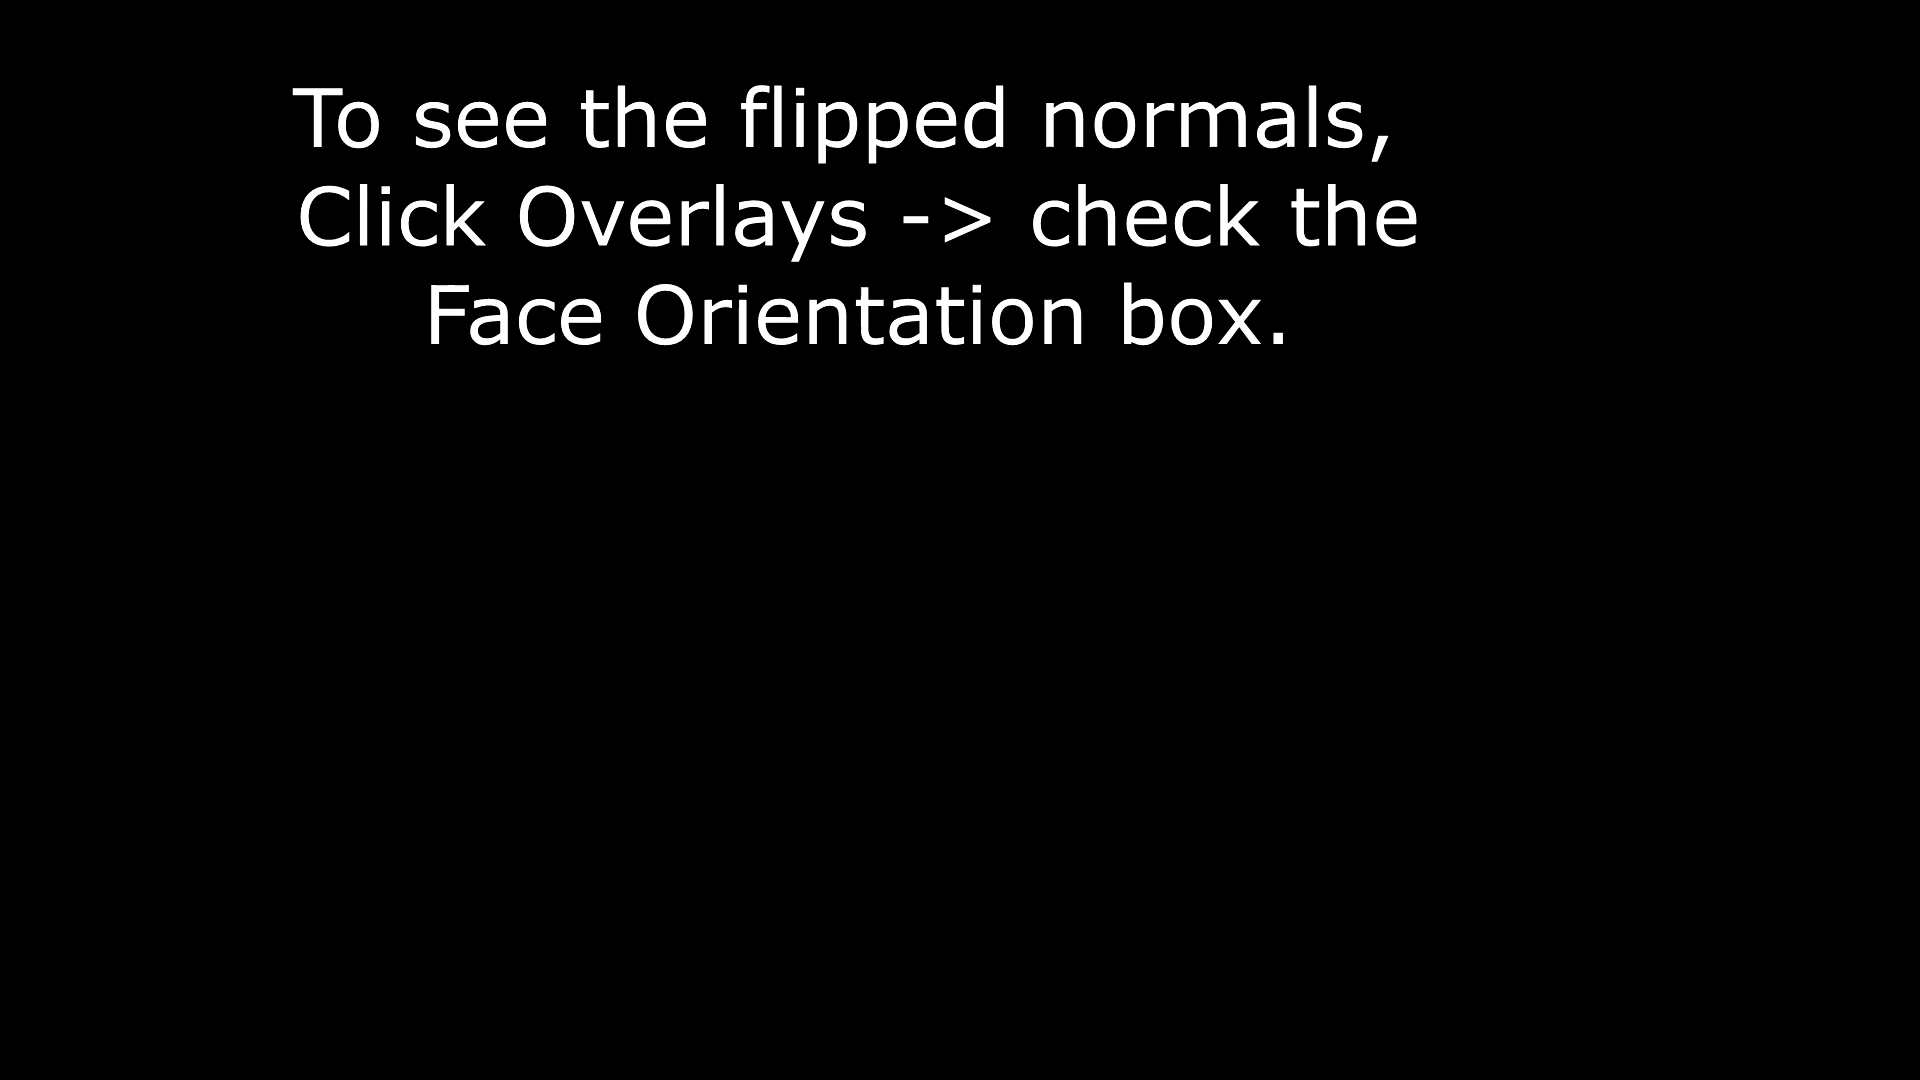 To see the flipped normals,
Click Overlays -> check the
Face Orientation box.